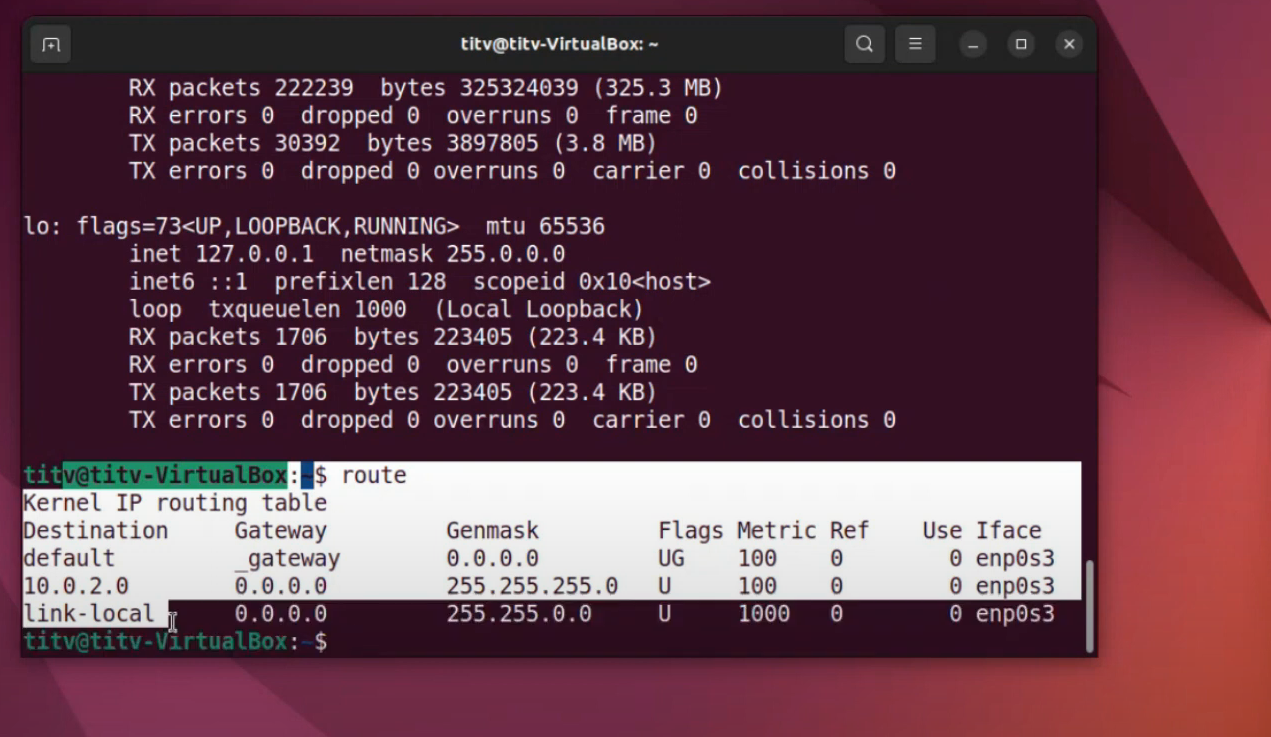 titv@titv-VirtualBox: ~
RX packets 222239  bytes 325324039 (325.3 MB)
RX errors 0  dropped 0  overruns 0  frame 0
TX packets 30392  bytes 3897805 (3.8 MB)
TX errors 0  dropped 0 overruns 0  carrier 0  collisions 0
lo: flags=73<UP,LOOPBACK,RUNNING>  mtu 65536
inet 127.0.0.1  netmask 255.0.0.0
inet6 ::1  prefixlen 128  scopeid 0x10<host>
loop  txqueuelen 1000  (Local Loopback)
RX packets 1706  bytes 223405 (223.4 KB)
RX errors 0  dropped 0  overruns 0  frame 0
TX packets 1706  bytes 223405 (223.4 KB)
TX errors 0  dropped 0 overruns 0  carrier 0  collisions 0
titv@titv-VirtualBox:~$ route
Kernel IP routing table
Destination     Gateway         Genmask         Flags Metric Ref    Use Iface
default         _gateway        0.0.0.0         UG    100    0        0 enp0s3
10.0.2.0        0.0.0.0         255.255.255.0   U     100    0        0 enp0s3
link-local      0.0.0.0         255.255.0.0     U     1000   0        0 enp0s3
titv@titv-VirtualBox:~$